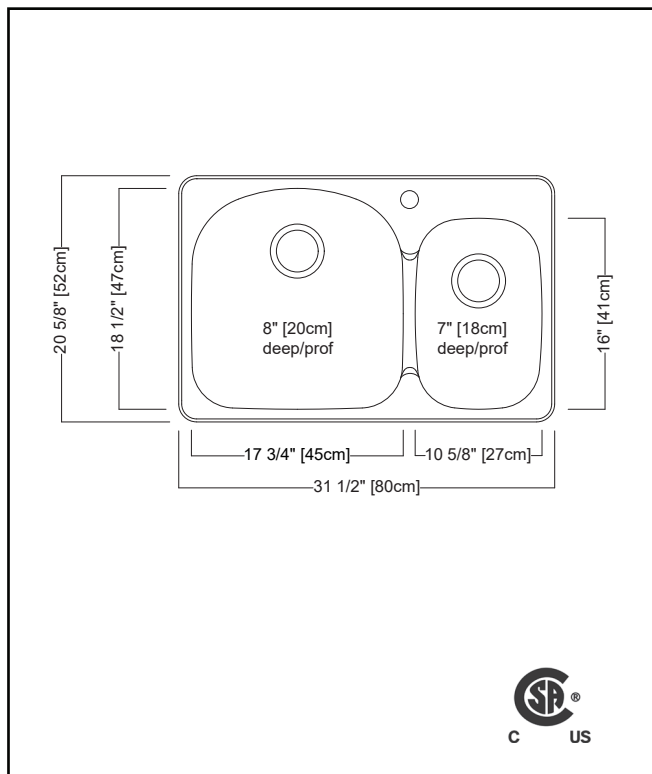 20 5/8" [52cm]
18 1/2" [47cm]
8" [20cm]
deep/prof
7" [18cm]
deep/prof
16" [41cm]
17 3/4" [45cm]
10 5/8" [27cm]
31 1/2" [80cm]
SA ®
C US